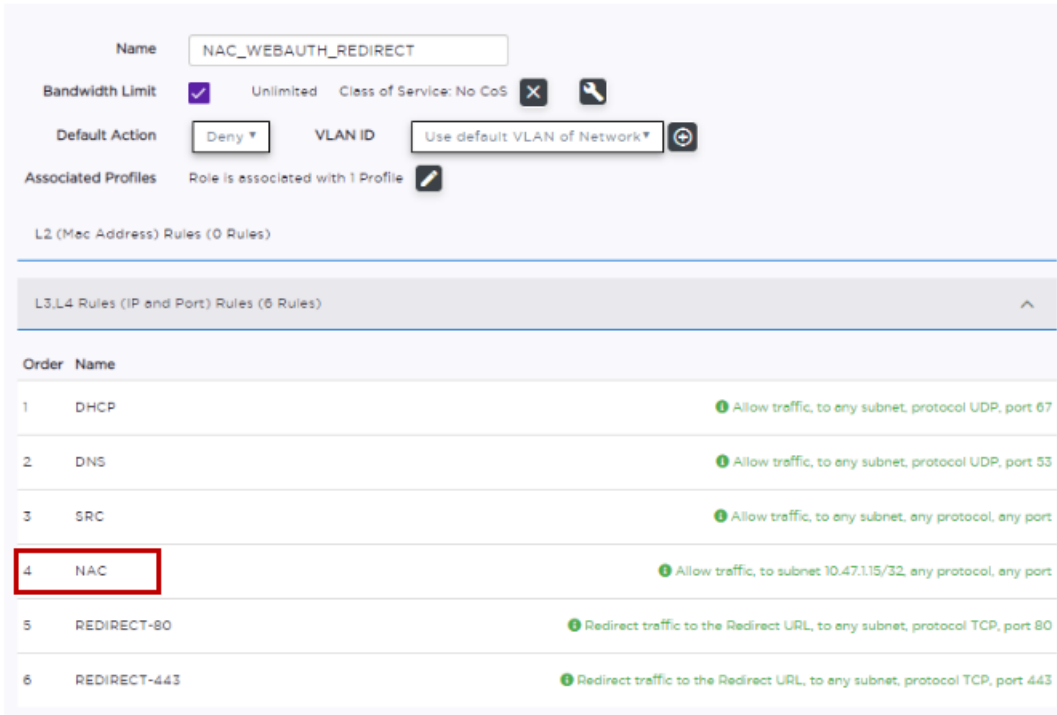 Name NAC_WEBAUTH_REDIRECT
Bandwidth Limit Unlimited Class of Service: No CoS
Default Action Deny VLAN ID Use default VLAN of Network
Associated Profiles Role is associated with 1 Profile
L2 (Mac Address) Rules (0 Rules)
L3,L4 Rules (IP and Port) Rules (6 Rules)
Order Name
1 DHCP Allow traffic, to any subnet, protocol UDP, port 67
2 DNS Allow traffic, to any subnet, protocol UDP, port 53
3 SRC Allow traffic, to any subnet, any protocol, any port
4 NAC Allow traffic, to subnet 10.47.1.15/32, any protocol, any port
5 REDIRECT-80 Redirect traffic to the Redirect URL, to any subnet, protocol TCP, port 80
6 REDIRECT-443 Redirect traffic to the Redirect URL, to any subnet, protocol TCP, port 443